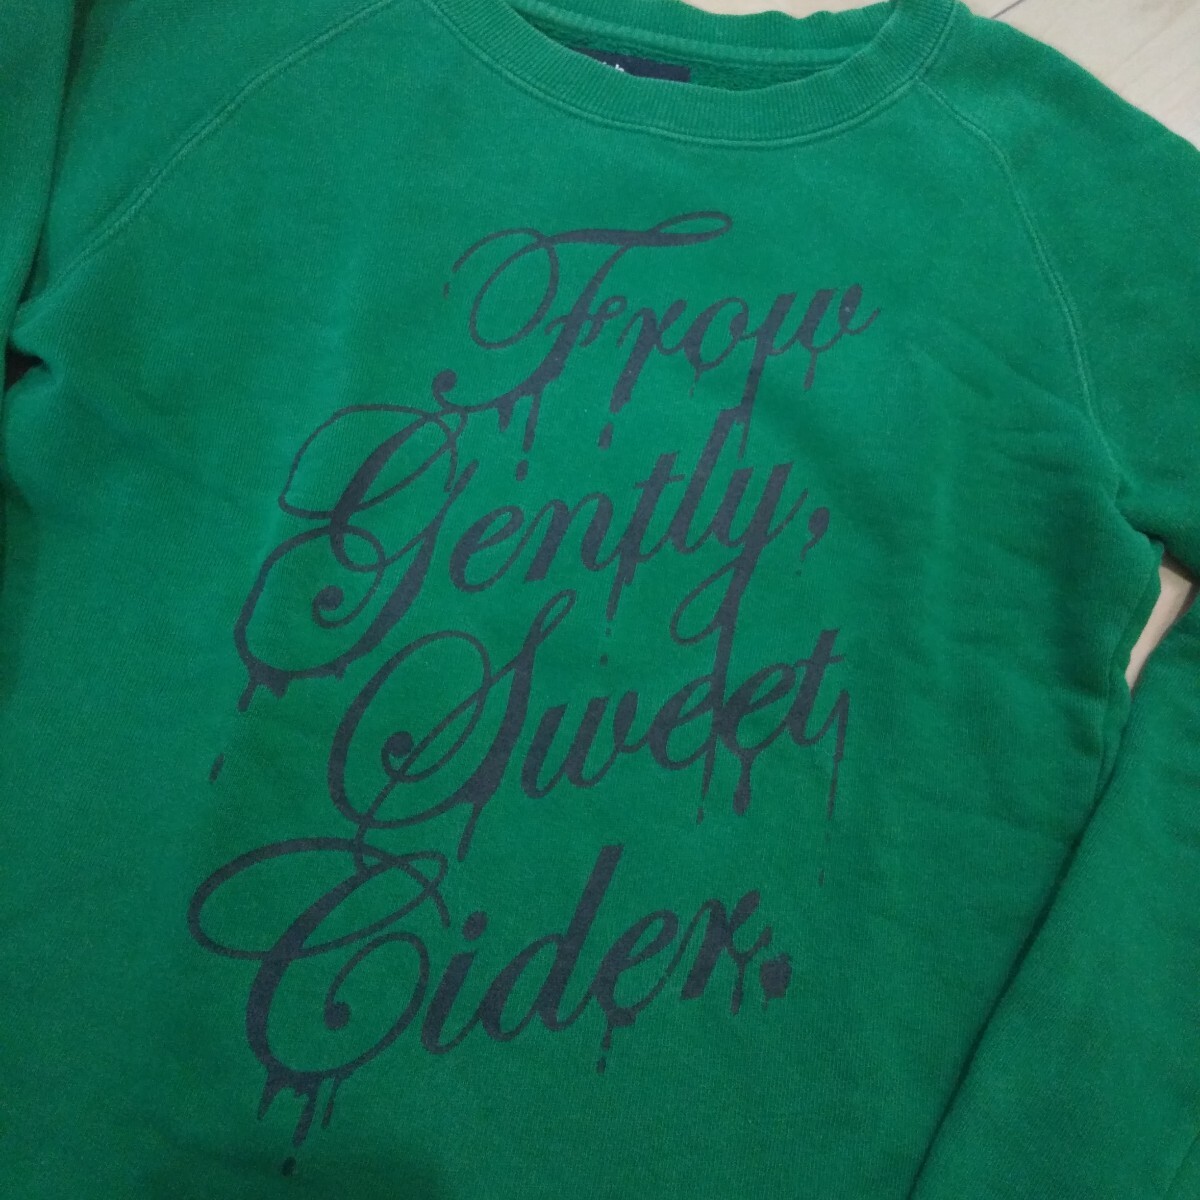 Frow
Gently,
Sweet
Cider.